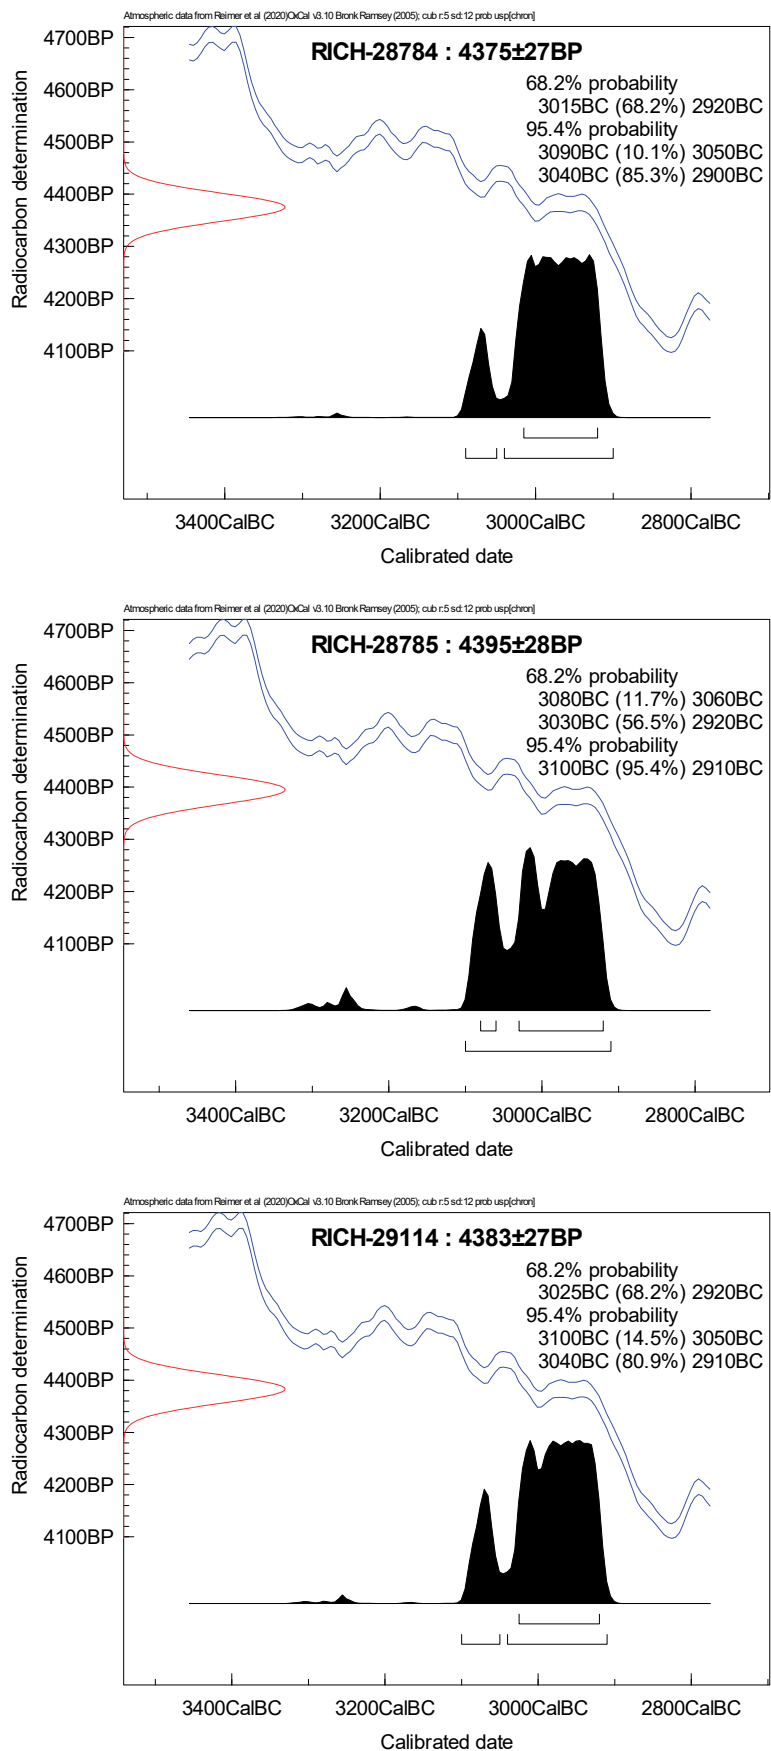 Atmospheric data from Reimer et al (2020);OxCal v3.10 Bronk Ramsey (2005); cub r:5 sd:12 prob usp[chron]
RICH-28784 : 4375±27BP
68.2% probability
3015BC (68.2%) 2920BC
95.4% probability
3090BC (10.1%) 3050BC
3040BC (85.3%) 2900BC
Radiocarbon determination
4700BP
4600BP
4500BP
4400BP
4300BP
4200BP
4100BP
3400CalBC 3200CalBC 3000CalBC 2800CalBC
Calibrated date
Atmospheric data from Reimer et al (2020);OxCal v3.10 Bronk Ramsey (2005); cub r:5 sd:12 prob usp[chron]
RICH-28785 : 4395±28BP
68.2% probability
3080BC (11.7%) 3060BC
3030BC (56.5%) 2920BC
95.4% probability
3100BC (95.4%) 2910BC
Radiocarbon determination
4700BP
4600BP
4500BP
4400BP
4300BP
4200BP
4100BP
3400CalBC 3200CalBC 3000CalBC 2800CalBC
Calibrated date
Atmospheric data from Reimer et al (2020);OxCal v3.10 Bronk Ramsey (2005); cub r:5 sd:12 prob usp[chron]
RICH-29114 : 4383±27BP
68.2% probability
3025BC (68.2%) 2920BC
95.4% probability
3100BC (14.5%) 3050BC
3040BC (80.9%) 2910BC
Radiocarbon determination
4700BP
4600BP
4500BP
4400BP
4300BP
4200BP
4100BP
3400CalBC 3200CalBC 3000CalBC 2800CalBC
Calibrated date